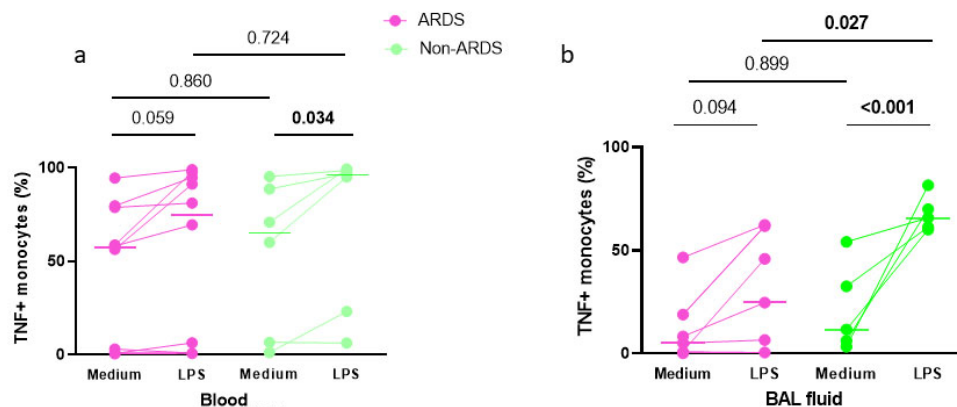 ARDS
Non-ARDS
a
0.724
0.860
0.059
0.034
TNF+ monocytes (%)
100
50
0
Medium
LPS
Medium
LPS
Blood
b
0.027
0.899
0.094
<0.001
TNF+ monocytes (%)
100
50
0
Medium
LPS
Medium
LPS
BAL fluid